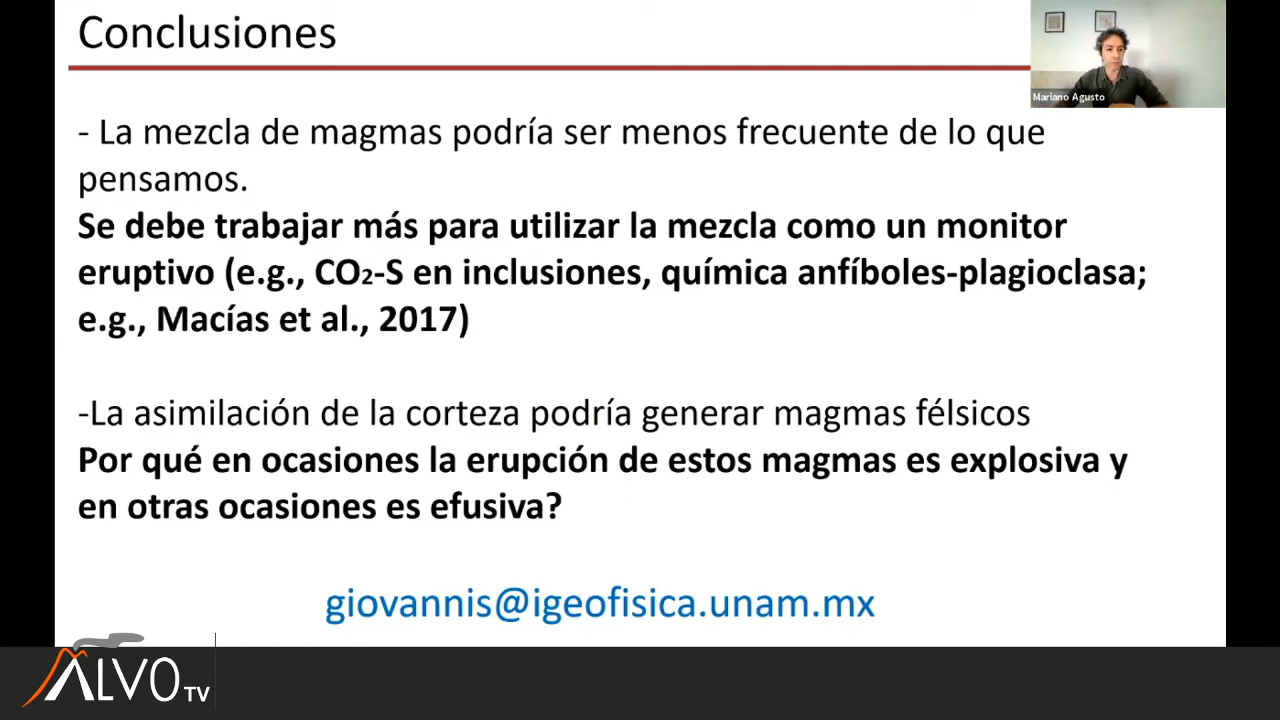 Conclusiones
Mariano Agusto
- La mezcla de magmas podría ser menos frecuente de lo que
pensamos.
Se debe trabajar más para utilizar la mezcla como un monitor
eruptivo (e.g., CO₂-S en inclusiones, química anfíboles-plagioclasa;
e.g., Macías et al., 2017)
-La asimilación de la corteza podría generar magmas félsicos
Por qué en ocasiones la erupción de estos magmas es explosiva y
en otras ocasiones es efusiva?
giovannis@igeofisica.unam.mx
ALVO TV